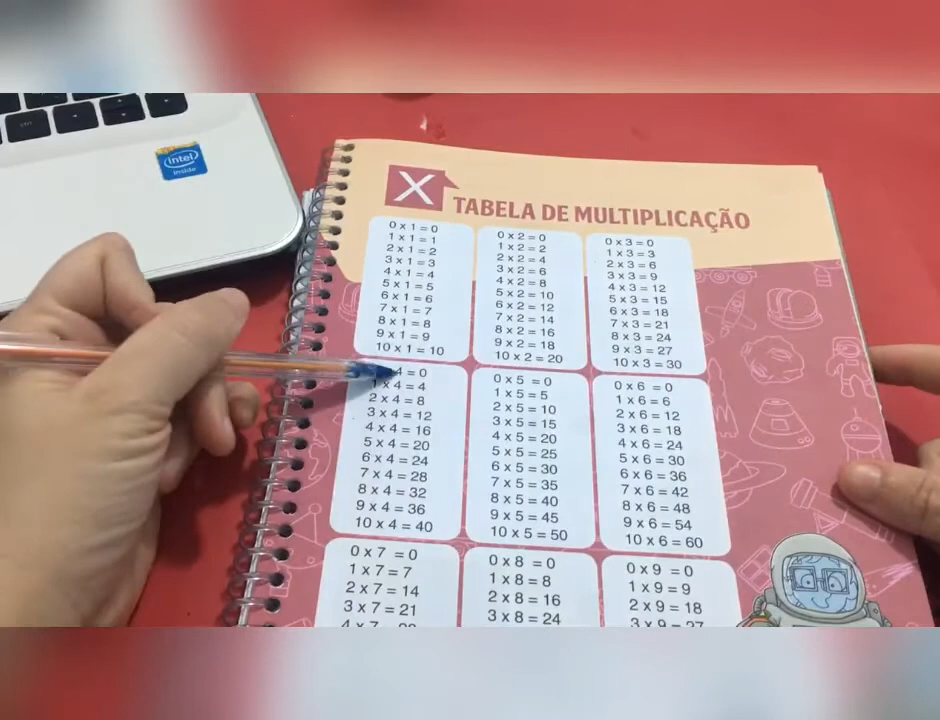 intel
inside
X
TABELA DE MULTIPLICAÇÃO
0 x 1 = 0
1 x 1 = 1
2 x 1 = 2
3 x 1 = 3
4 x 1 = 4
5 x 1 = 5
6 x 1 = 6
7 x 1 = 7
8 x 1 = 8
9 x 1 = 9
10 x 1 = 10
0 x 2 = 0
1 x 2 = 2
2 x 2 = 4
3 x 2 = 6
4 x 2 = 8
5 x 2 = 10
6 x 2 = 12
7 x 2 = 14
8 x 2 = 16
9 x 2 = 18
10 x 2 = 20
0 x 3 = 0
1 x 3 = 3
2 x 3 = 6
3 x 3 = 9
4 x 3 = 12
5 x 3 = 15
6 x 3 = 18
7 x 3 = 21
8 x 3 = 24
9 x 3 = 27
10 x 3 = 30
4 = 0
1 x 4 = 4
2 x 4 = 8
3 x 4 = 12
4 x 4 = 16
5 x 4 = 20
6 x 4 = 24
7 x 4 = 28
8 x 4 = 32
9 x 4 = 36
10 x 4 = 40
0 x 5 = 0
1 x 5 = 5
2 x 5 = 10
3 x 5 = 15
4 x 5 = 20
5 x 5 = 25
6 x 5 = 30
7 x 5 = 35
8 x 5 = 40
9 x 5 = 45
10 x 5 = 50
0 x 6 = 0
1 x 6 = 6
2 x 6 = 12
3 x 6 = 18
4 x 6 = 24
5 x 6 = 30
6 x 6 = 36
7 x 6 = 42
8 x 6 = 48
9 x 6 = 54
10 x 6 = 60
0 x 7 = 0
1 x 7 = 7
2 x 7 = 14
3 x 7 = 21
4 x 7 = 28
0 x 8 = 0
1 x 8 = 8
2 x 8 = 16
3 x 8 = 24
0 x 9 = 0
1 x 9 = 9
2 x 9 = 18
3 x 9 = 27